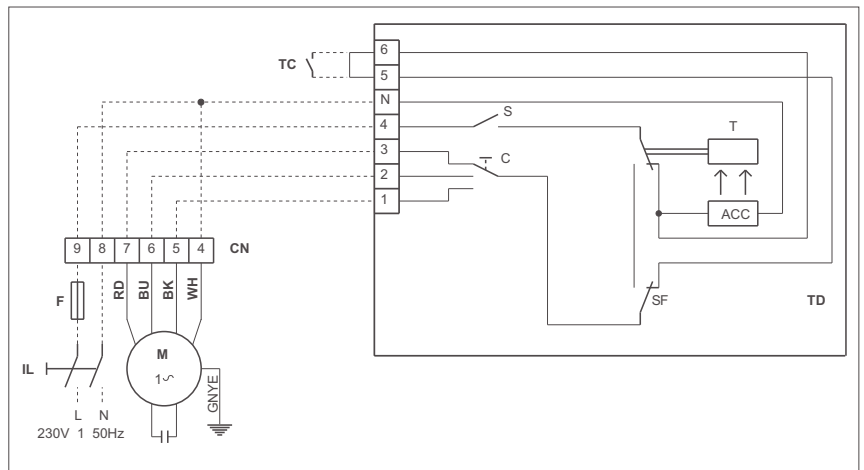 TC
6
5
N
4
3
2
1
S
C
T
ACC
SF
TD
9 8 7 6 5 4
CN
F
RD
BU
BK
WH
M
1~
IL
GNYE
L N
230V 1 50Hz